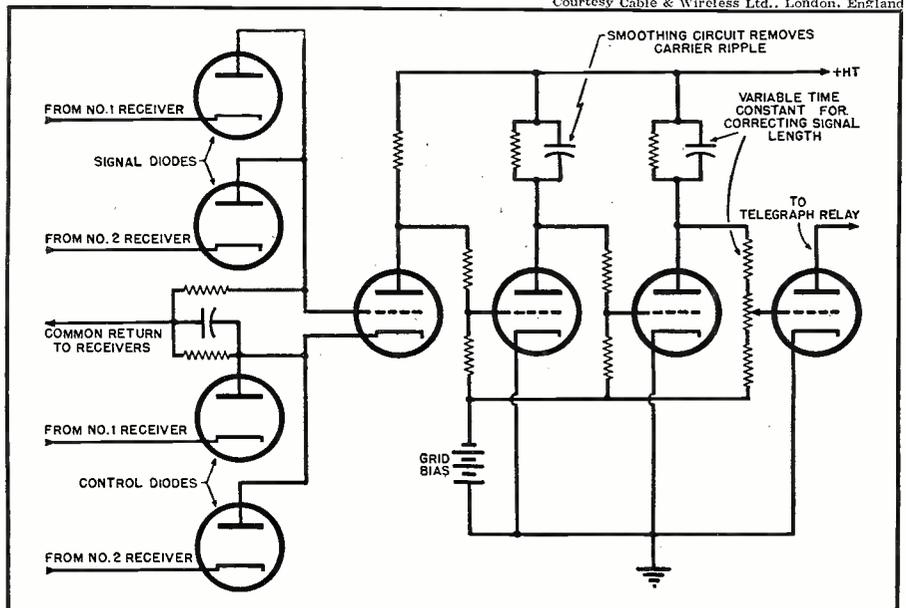 Courtesy Cable & Wireless Ltd., London, England
SMOOTHING CIRCUIT REMOVES
CARRIER RIPPLE
+HT
FROM NO.1 RECEIVER
VARIABLE TIME
CONSTANT FOR
CORRECTING SIGNAL
LENGTH
SIGNAL DIODES
TO
TELEGRAPH RELAY
FROM NO.2 RECEIVER
COMMON RETURN
TO RECEIVERS
FROM NO.1 RECEIVER
GRID
BIAS
CONTROL DIODES
FROM NO.2 RECEIVER